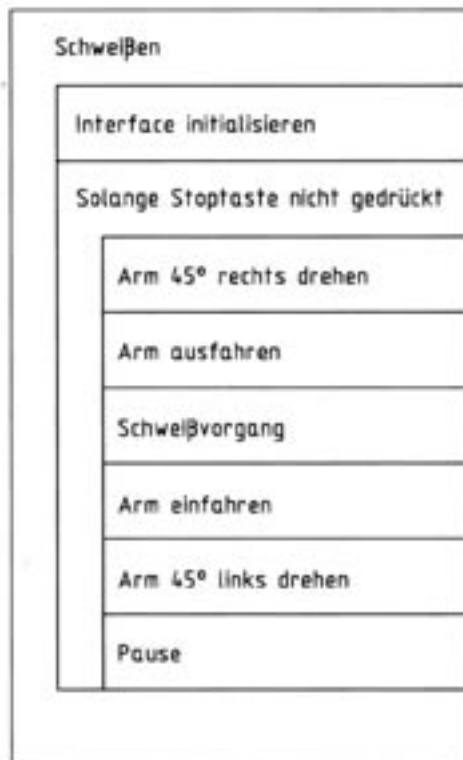 Schweißen
Interface initialisieren
Solange Stoptaste nicht gedrückt
Arm 45° rechts drehen
Arm ausfahren
Schweißvorgang
Arm einfahren
Arm 45° links drehen
Pause